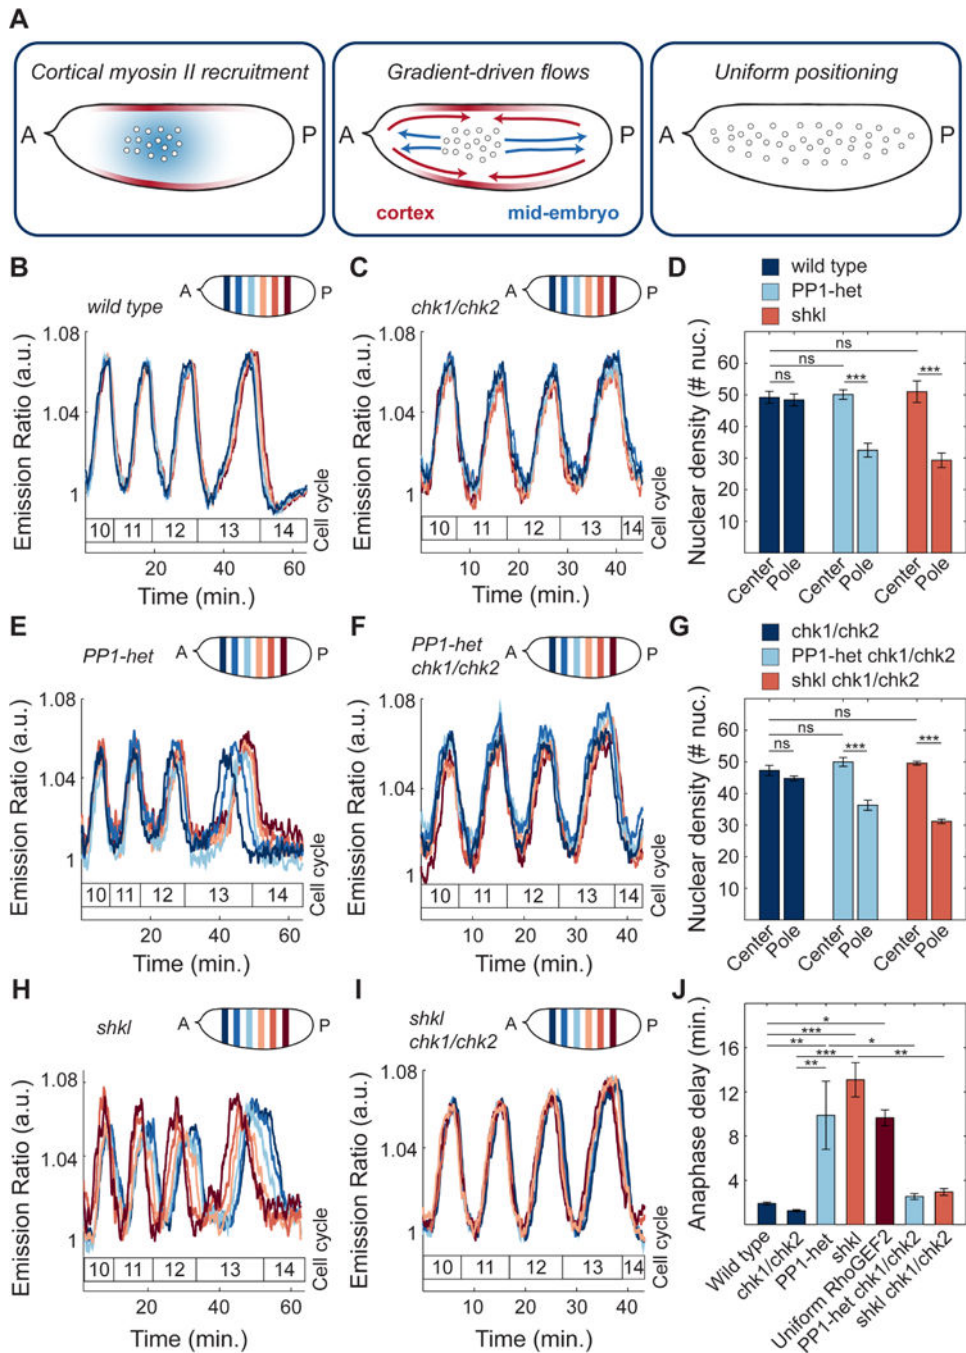 A
Cortical myosin II recruitment
A
Gradient-driven flows
A
P
cortex
mid-embryo
Uniform positioning
A
P
B
wild type
A
P
1.08
1.04
1
Emission Ratio (a.u.)
10 11 12 13 14
Cell cycle
20 40 60
Time (min.)
C
chk1/chk2
A
P
1.08
1.04
1
Emission Ratio (a.u.)
10 11 12 13 14
Cell cycle
10 20 30 40
Time (min.)
D
wild type
PP1-het
shkl
Nuclear density (# nuc.)
60
50
40
30
20
10
ns
ns
ns
***
***
Center Pole Center Pole Center Pole
E
PP1-het
A
P
1.08
1.04
1
Emission Ratio (a.u.)
10 11 12 13 14
Cell cycle
20 40 60
Time (min.)
F
PP1-het
chk1/chk2
A
P
1.08
1.04
1
Emission Ratio (a.u.)
10 11 12 13 14
Cell cycle
10 20 30 40
Time (min.)
G
chk1/chk2
PP1-het chk1/chk2
shkl chk1/chk2
Nuclear density (# nuc.)
60
50
40
30
20
10
ns
ns
ns
***
***
Center Pole Center Pole Center Pole
H
shkl
A
P
1.08
1.04
1
Emission Ratio (a.u.)
10 11 12 13 14
Cell cycle
20 40 60
Time (min.)
I
shkl
chk1/chk2
A
P
1.08
1.04
1
Emission Ratio (a.u.)
10 11 12 13 14
Cell cycle
10 20 30 40
Time (min.)
J
Anaphase delay (min.)
16
12
8
4
*
***
** *
*** **
**
Wild type
chk1/chk2
PP1-het
shkl
Uniform RhoGEF2
PP1-het chk1/chk2
shkl chk1/chk2